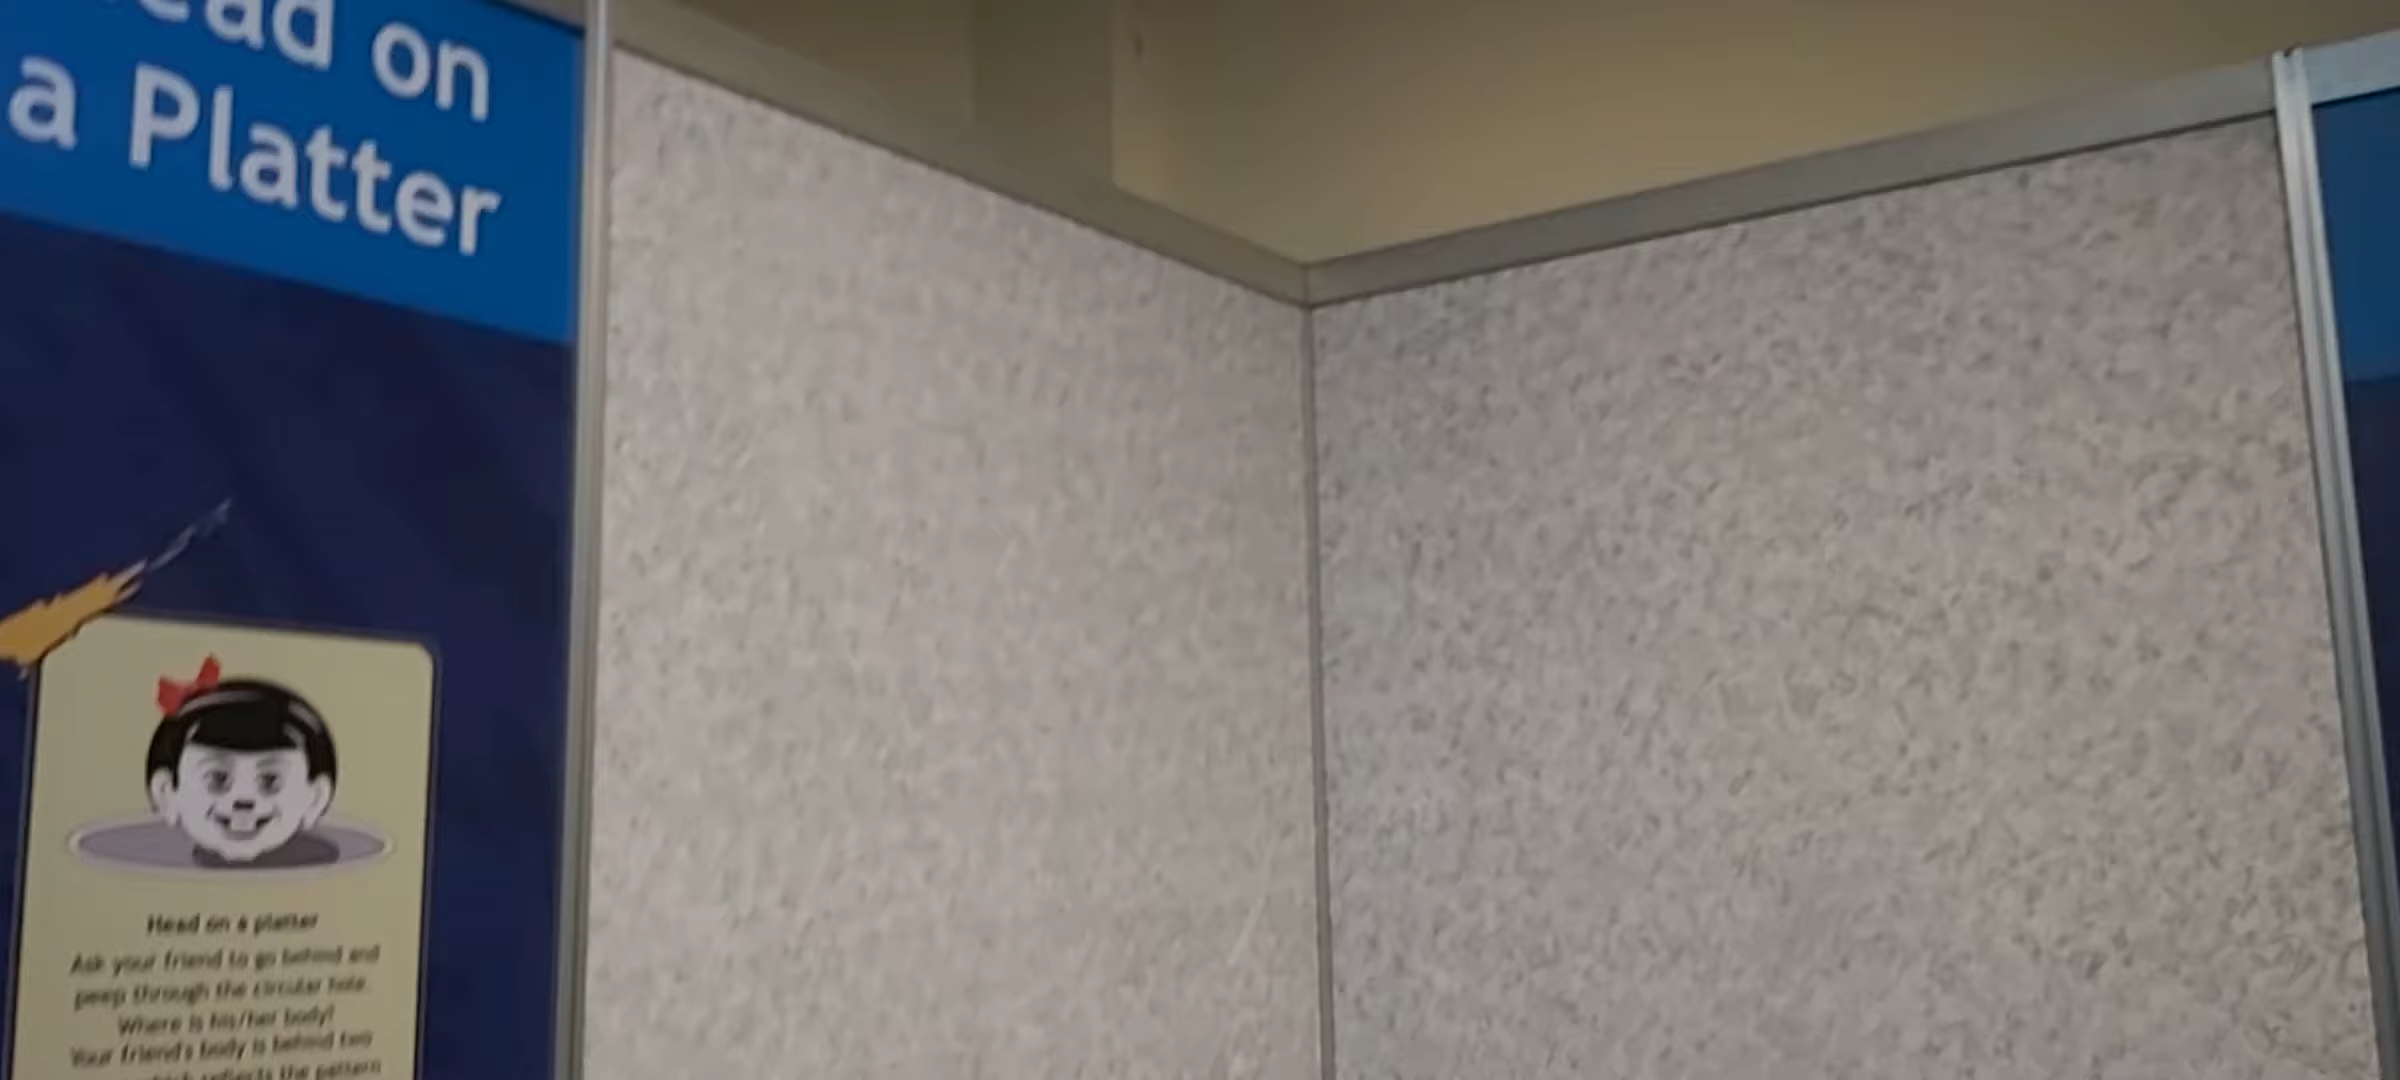 ead on
a Platter
Head on a platter
Ask your friend to go behind and
peep through the circular hole.
Where is his/her body?
Your friend's body is behind two
reflects the pattern